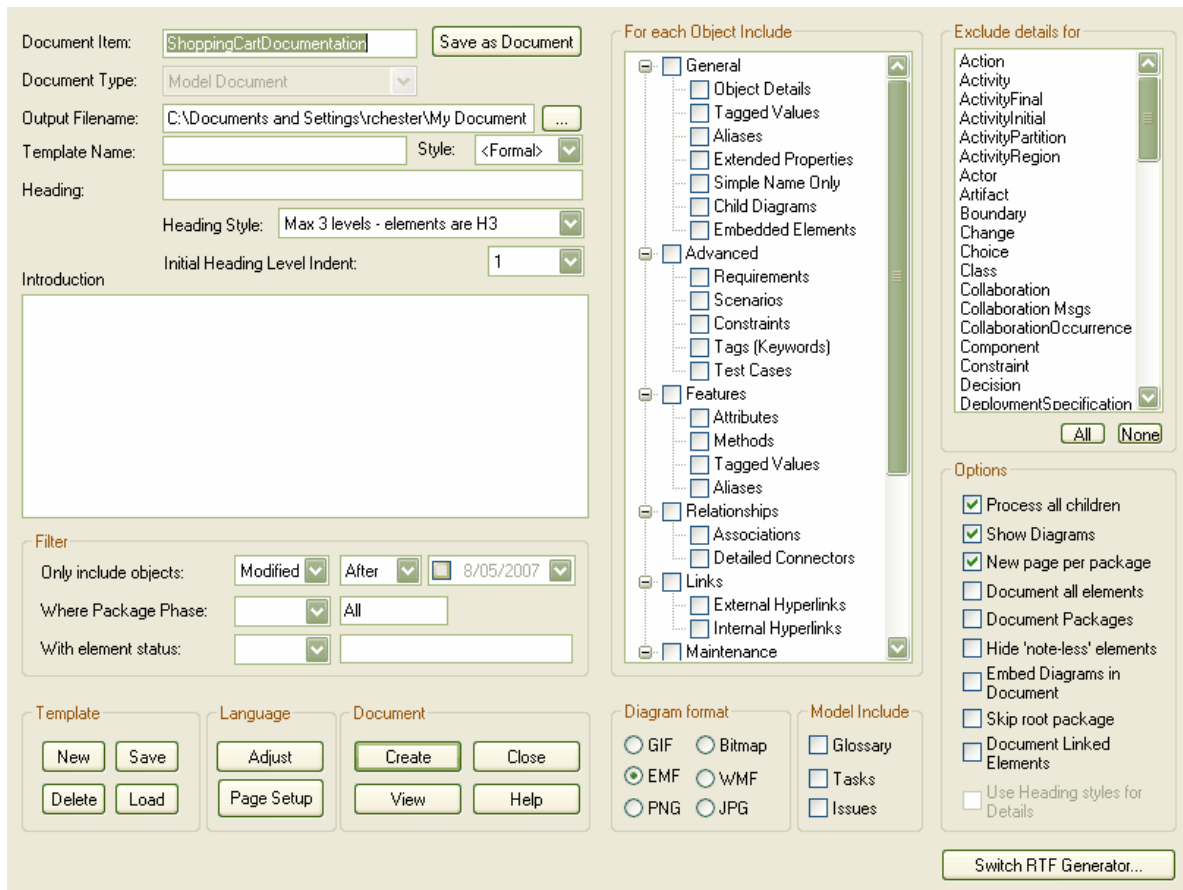 Document Item: ShoppingCartDocumentation Save as Document
Document Type: Model Document
Output Filename: C:\Documents and Settings\rchester\My Document ...
Template Name: Style: <Formal>
Heading:
Heading Style: Max 3 levels - elements are H3
Initial Heading Level Indent: 1
Introduction
Filter
Only include objects: Modified After 8/05/2007
Where Package Phase: All
With element status:
Template
New Save
Delete Load
Language
Adjust
Page Setup
Document
Create Close
View Help
For each Object Include
General
Object Details
Tagged Values
Aliases
Extended Properties
Simple Name Only
Child Diagrams
Embedded Elements
Advanced
Requirements
Scenarios
Constraints
Tags (Keywords)
Test Cases
Features
Attributes
Methods
Tagged Values
Aliases
Relationships
Associations
Detailed Connectors
Links
External Hyperlinks
Internal Hyperlinks
Maintenance
Diagram format
GIF Bitmap
EMF WMF
PNG JPG
Model Include
Glossary
Tasks
Issues
Exclude details for
Action
Activity
ActivityFinal
ActivityInitial
ActivityPartition
ActivityRegion
Actor
Artifact
Boundary
Change
Choice
Class
Collaboration
Collaboration Msgs
CollaborationOccurrence
Component
Constraint
Decision
DeploymentSpecification
All None
Options
Process all children
Show Diagrams
New page per package
Document all elements
Document Packages
Hide 'note-less' elements
Embed Diagrams in
Document
Skip root package
Document Linked
Elements
Use Heading styles for
Details
Switch RTF Generator...